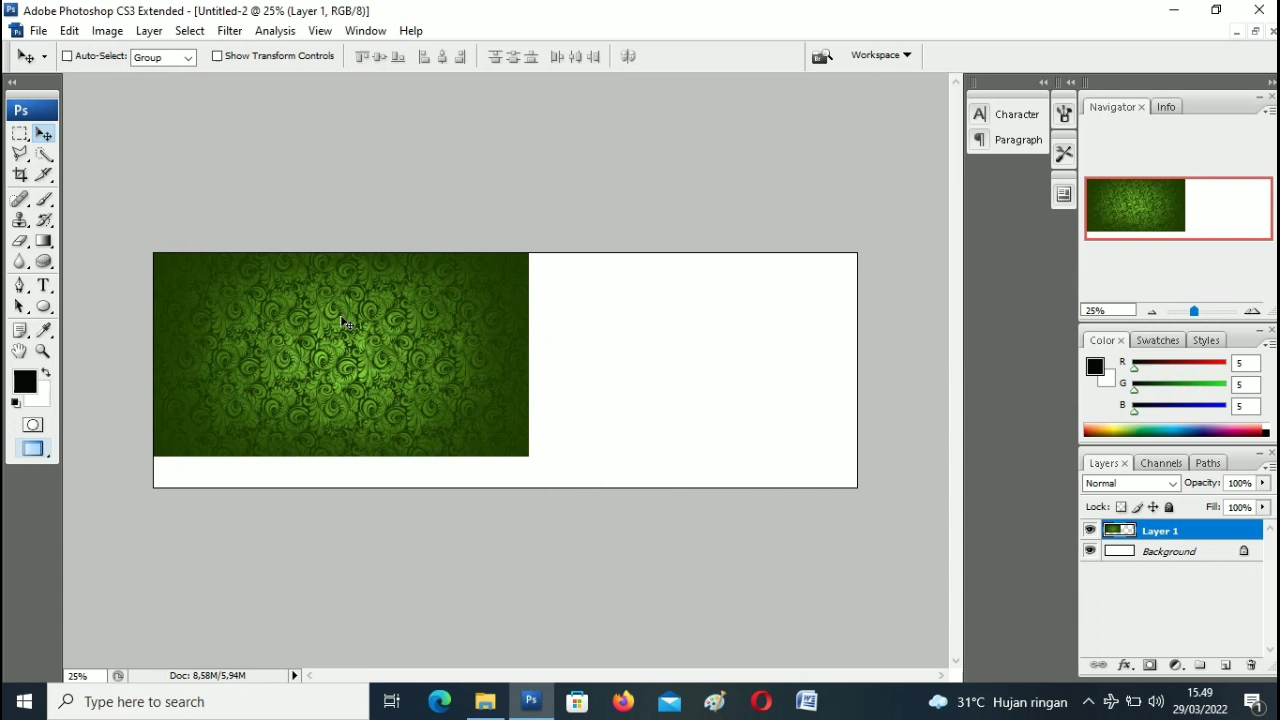 Adobe Photoshop CS3 Extended - [Untitled-2 @ 25% (Layer 1, RGB/8)]
File Edit Image Layer Select Filter Analysis View Window Help
Auto-Select: Group Show Transform Controls Workspace
Ps
Character
Paragraph
Navigator Info
25%
Color Swatches Styles
R 5
G 5
B 5
Layers Channels Paths
Normal Opacity: 100%
Lock: Fill: 100%
Layer 1
Background
25% Doc: 8,58M/5,94M
Type here to search
31°C Hujan ringan
15.49
29/03/2022